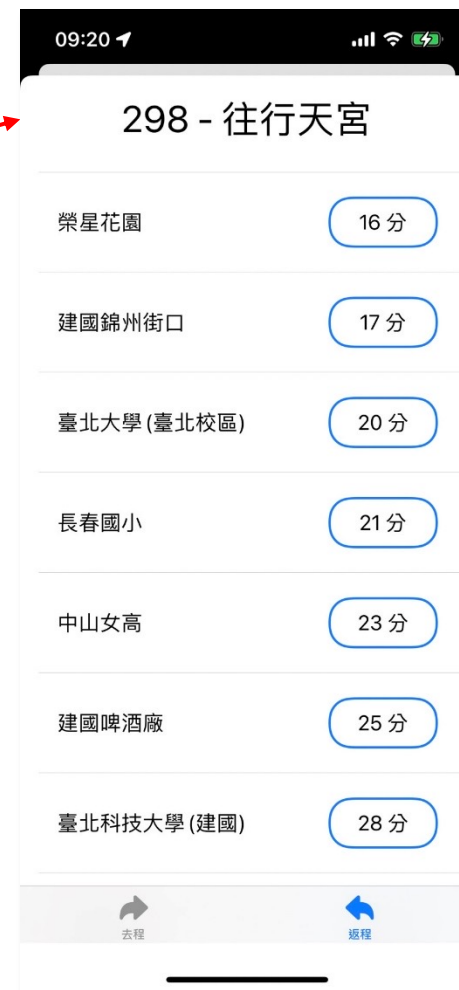 09:20
298 - 往行天宮
榮星花園 16 分
建國錦州街口 17 分
臺北大學(臺北校區) 20 分
長春國小 21 分
中山女高 23 分
建國啤酒廠 25 分
臺北科技大學(建國) 28 分
去程 返程